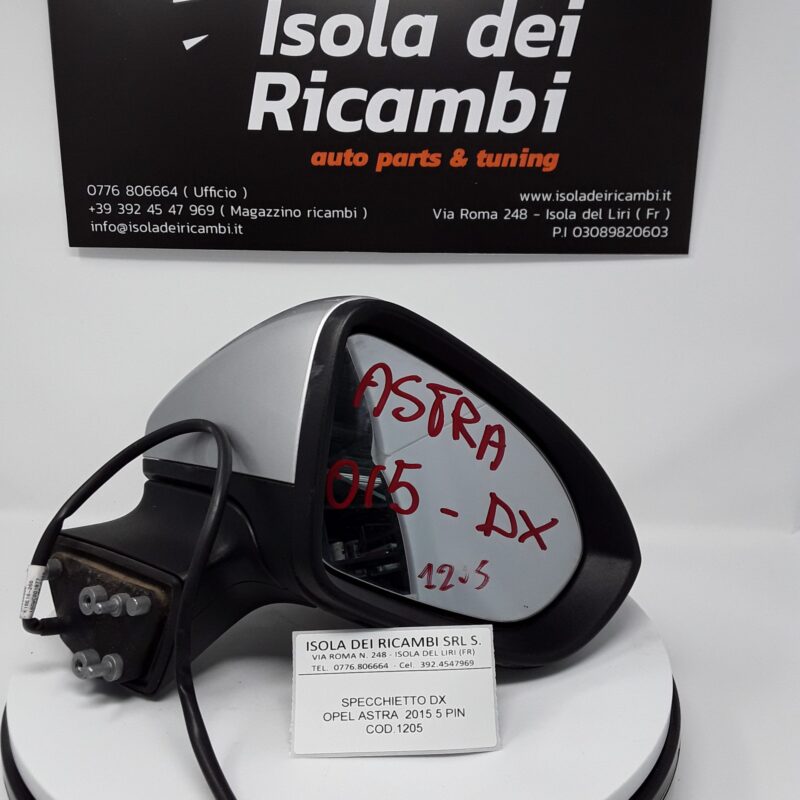 Isola dei
Ricambi
auto parts & tuning
0776 806664 ( Ufficio )
+39 392 45 47 969 ( Magazzino ricambi )
info@isoladeiricambi.it
www.isoladeiricambi.it
Via Roma 248 - Isola del Liri ( Fr )
P.I 03089820603
ASTRA
015 - DX
1205
ISOLA DEI RICAMBI SRL S.
VIA ROMA N. 248 - ISOLA DEL LIRI (FR)
TEL. 0776.806664 - Cel. 392.4547969
SPECCHIETTO DX
OPEL ASTRA 2015 5 PIN
COD.1205